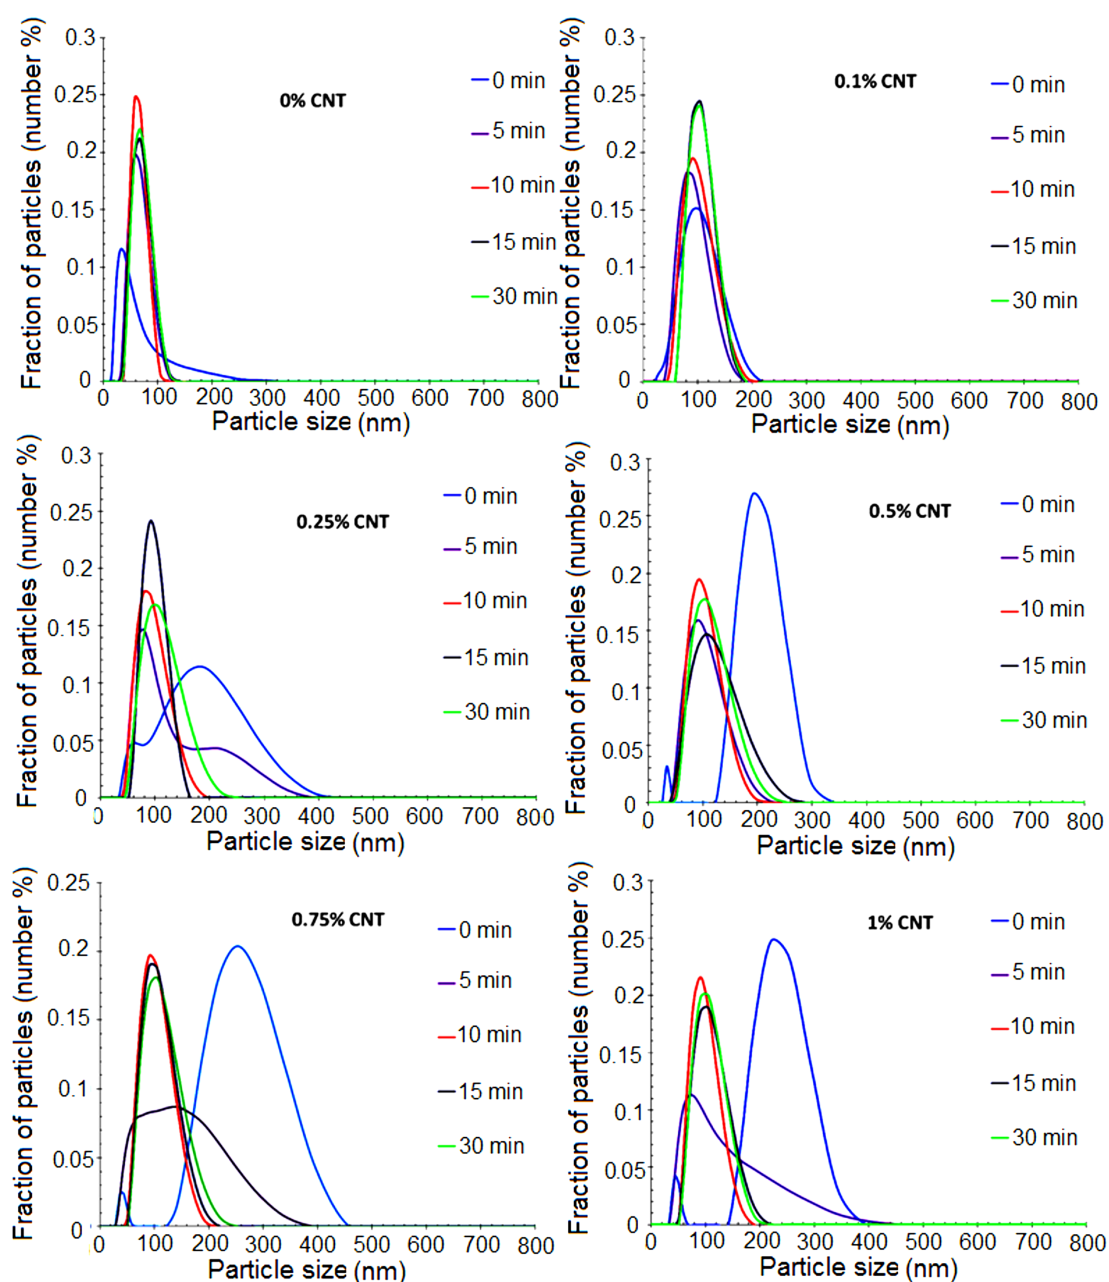 Fraction of particles (number %)
0.3
0.25
0.2
0.15
0.1
0.05
0
0% CNT
0 min
5 min
10 min
15 min
30 min
0 100 200 300 400 500 600 700 800
Particle size (nm)
Fraction of particles (number %)
0.3
0.25
0.2
0.15
0.1
0.05
0
0.1% CNT
0 min
5 min
10 min
15 min
30 min
0 100 200 300 400 500 600 700 800
Particle size (nm)
Fraction of particles (number %)
0.3
0.25
0.2
0.15
0.1
0.05
0
0.25% CNT
0 min
5 min
10 min
15 min
30 min
0 100 200 300 400 500 600 700 800
Particle size (nm)
Fraction of particles (number %)
0.3
0.25
0.2
0.15
0.1
0.05
0
0.5% CNT
0 min
5 min
10 min
15 min
30 min
0 100 200 300 400 500 600 700 800
Particle size (nm)
Fraction of particles (number %)
0.25
0.2
0.15
0.1
0.05
0
0.75% CNT
0 min
5 min
10 min
15 min
30 min
0 100 200 300 400 500 600 700 800
Particle size (nm)
Fraction of particles (number %)
0.3
0.25
0.2
0.15
0.1
0.05
0
1% CNT
0 min
5 min
10 min
15 min
30 min
0 100 200 300 400 500 600 700 800
Particle size (nm)